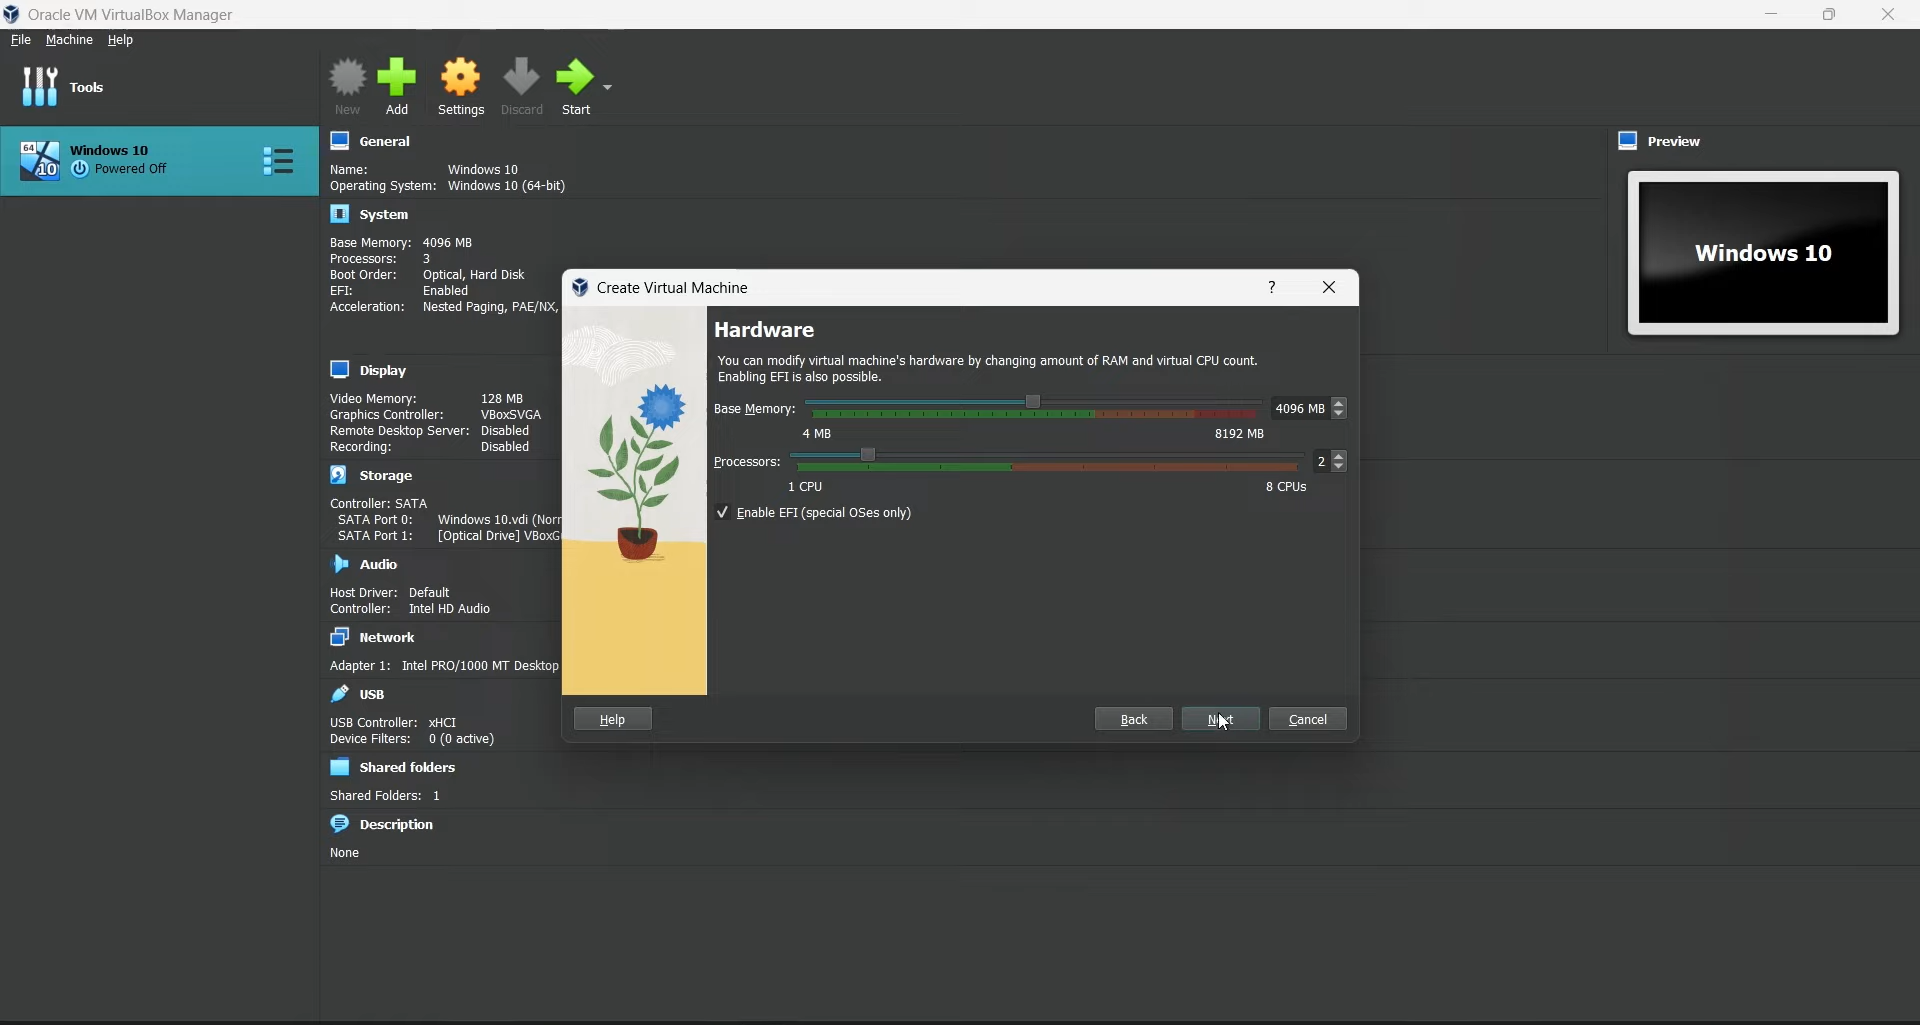 Oracle VM VirtualBox Manager
File Machine Help
Tools
New Add Settings Discard Start
64
10
Windows 10
Powered Off
General
Name: Windows 10
Operating System: Windows 10 (64-bit)
System
Base Memory: 4096 MB
Processors: 3
Boot Order: Optical, Hard Disk
EFI: Enabled
Acceleration: Nested Paging, PAE/NX,
Display
Video Memory: 128 MB
Graphics Controller: VBoxSVGA
Remote Desktop Server: Disabled
Recording: Disabled
Storage
Controller: SATA
SATA Port 0: Windows 10.vdi (Norr
SATA Port 1: [Optical Drive] VBoxG
Audio
Host Driver: Default
Controller: Intel HD Audio
Network
Adapter 1: Intel PRO/1000 MT Desktop
USB
USB Controller: xHCI
Device Filters: 0 (0 active)
Shared folders
Shared Folders: 1
Description
None
Preview
Windows 10
Create Virtual Machine
?
Hardware
You can modify virtual machine's hardware by changing amount of RAM and virtual CPU count.
Enabling EFI is also possible.
Base Memory: 4096 MB
4 MB 8192 MB
Processors: 2
1 CPU 8 CPUs
Enable EFI (special OSes only)
Help Back Next Cancel